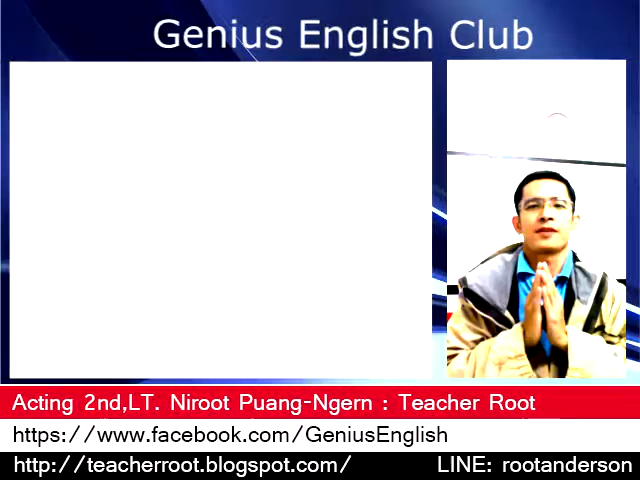 Genius English Club
Acting 2nd,LT. Niroot Puang-Ngern : Teacher Root
https://www.facebook.com/GeniusEnglish
http://teacherroot.blogspot.com/ LINE: rootanderson